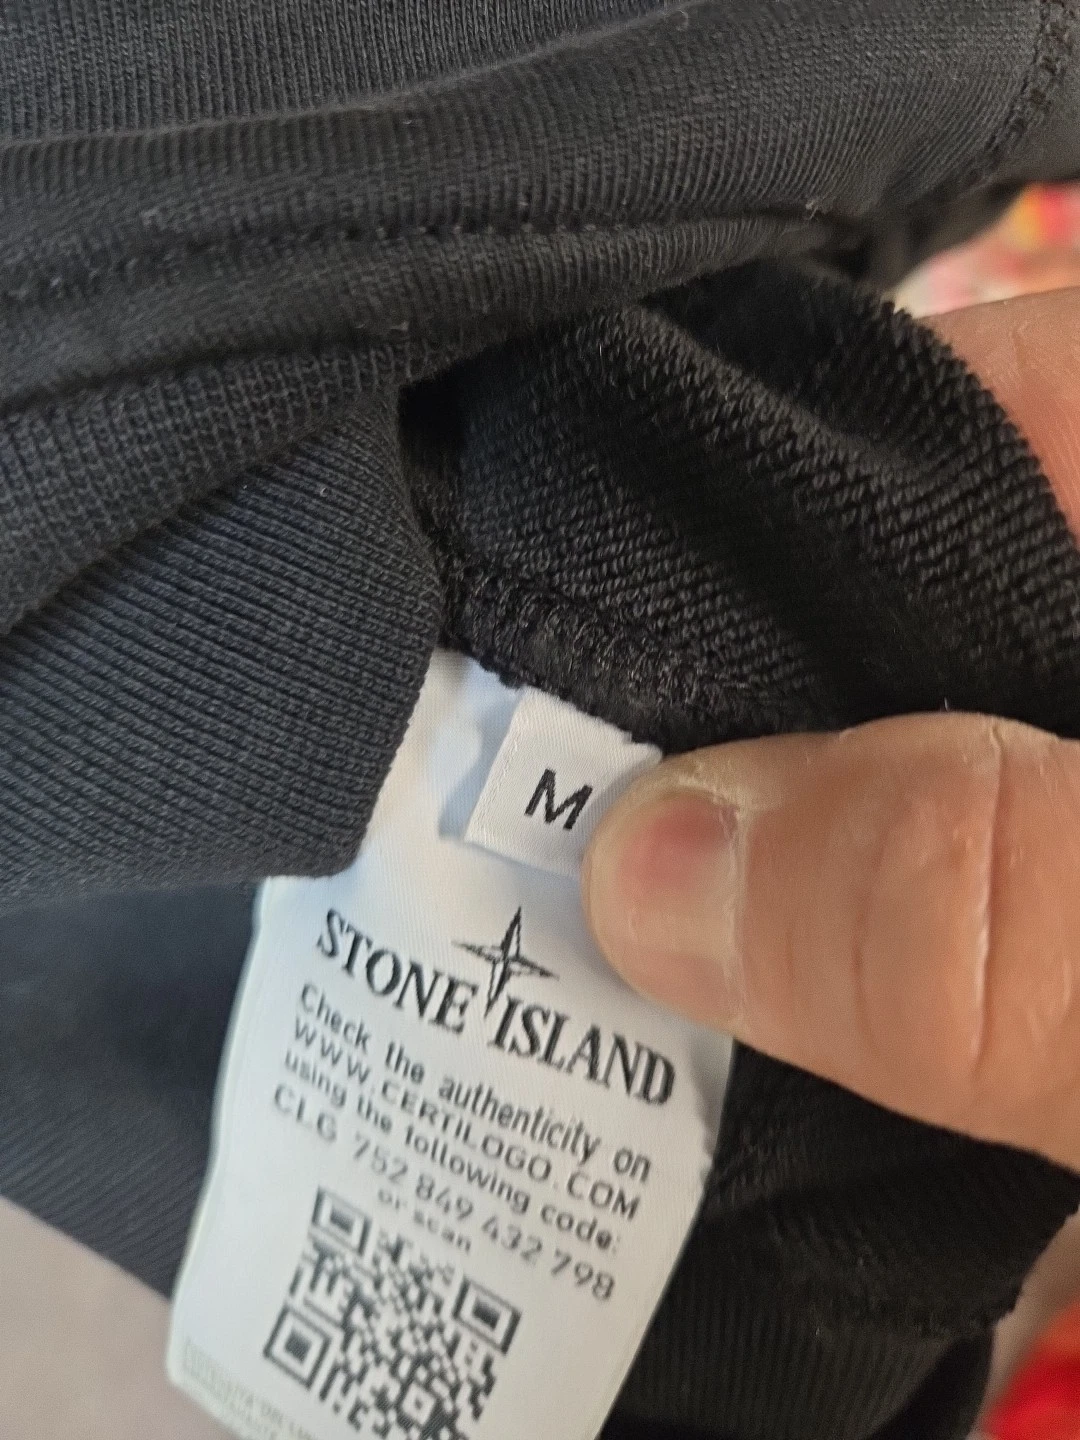 M
STONE ISLAND
Check the authenticity on
WWW.CERTILOGO.COM
using the following code:
CLG 752 849 432 798
or scan